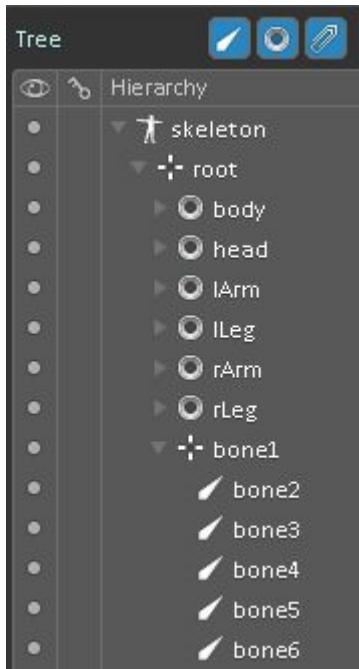 Tree
Hierarchy
skeleton
root
body
head
lArm
lLeg
rArm
rLeg
bone1
bone2
bone3
bone4
bone5
bone6